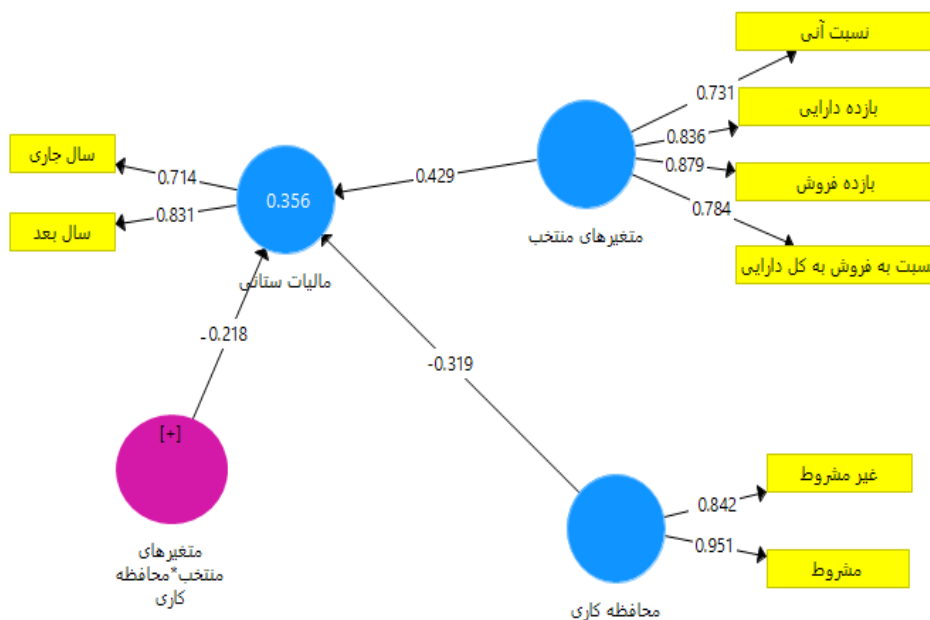 نسبت آنی
0.731
بازده دارایی
0.836
0.879
بازده فروش
0.784
نسبت به فروش به کل دارایی
متغیرهای منتخب
0.429
سال جاری
0.714
0.356
0.831
سال بعد
مالیات ستانی
-0.218
-0.319
[+]
متغیرهای
منتخب*محافظه
کاری
غیر مشروط
0.842
0.951
مشروط
محافظه کاری